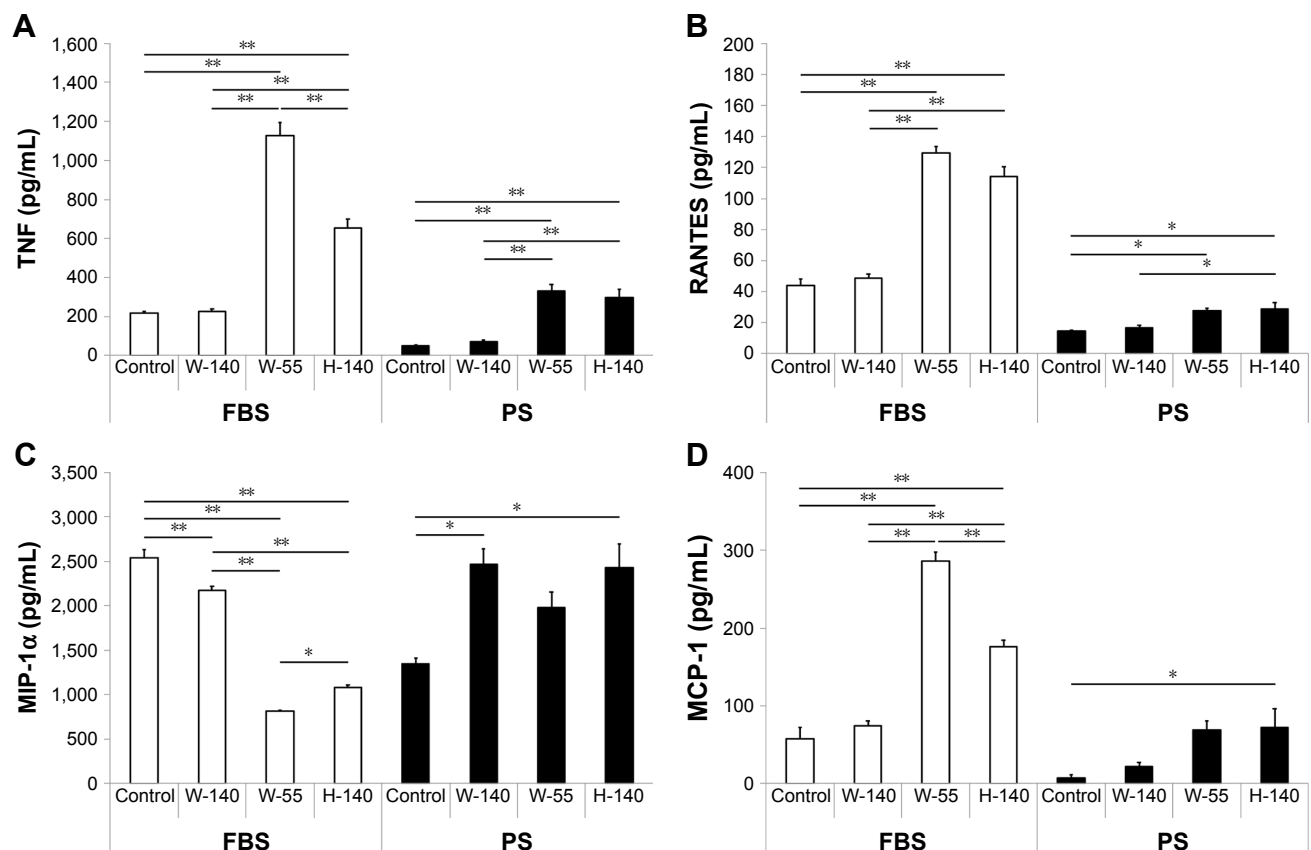 A
TNF (pg/mL)
1,600
1,400
1,200
1,000
800
600
400
200
0
** ** ** ** **
** ** ** **
Control W-140 W-55 H-140 Control W-140 W-55 H-140
FBS PS
B
RANTES (pg/mL)
200
180
160
140
120
100
80
60
40
20
0
** ** ** **
* * *
Control W-140 W-55 H-140 Control W-140 W-55 H-140
FBS PS
C
MIP-1α (pg/mL)
3,500
3,000
2,500
2,000
1,500
1,000
500
0
** ** ** ** ** *
* *
Control W-140 W-55 H-140 Control W-140 W-55 H-140
FBS PS
D
MCP-1 (pg/mL)
400
300
200
100
0
** ** ** ** **
*
Control W-140 W-55 H-140 Control W-140 W-55 H-140
FBS PS